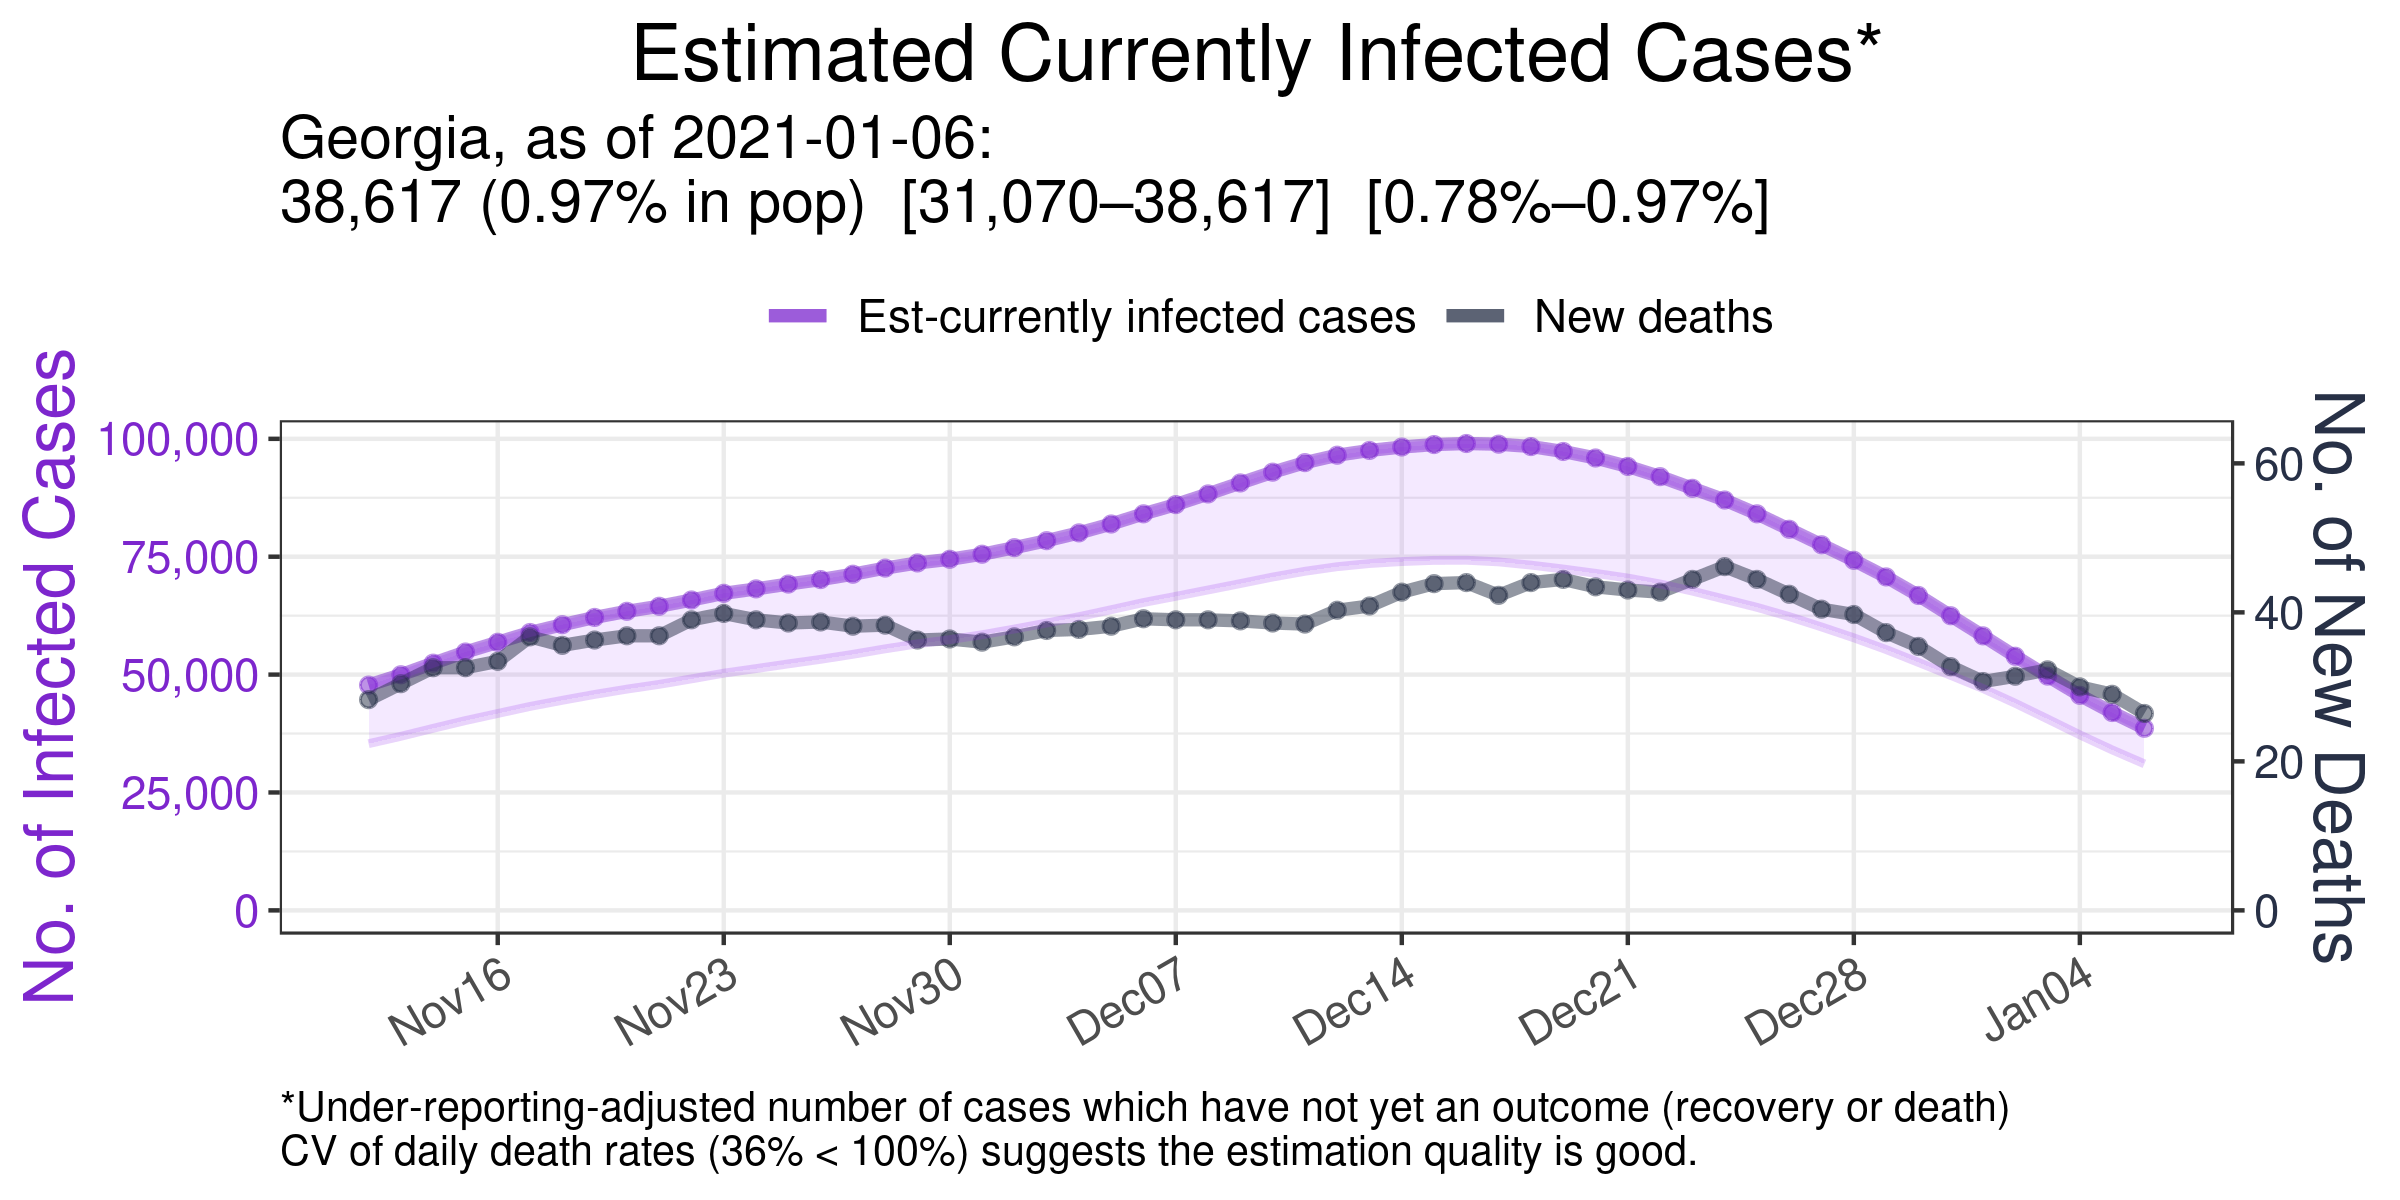 Estimated Currently Infected Cases*
Georgia, as of 2021-01-06:
38,617 (0.97% in pop)  [31,070–38,617]  [0.78%–0.97%]
Est-currently infected cases
New deaths
No. of Infected Cases
100,000
75,000
50,000
25,000
0
60
40
20
0
No. of New Deaths
Nov16
Nov23
Nov30
Dec07
Dec14
Dec21
Dec28
Jan04
*Under-reporting-adjusted number of cases which have not yet an outcome (recovery or death)
CV of daily death rates (36% < 100%) suggests the estimation quality is good.